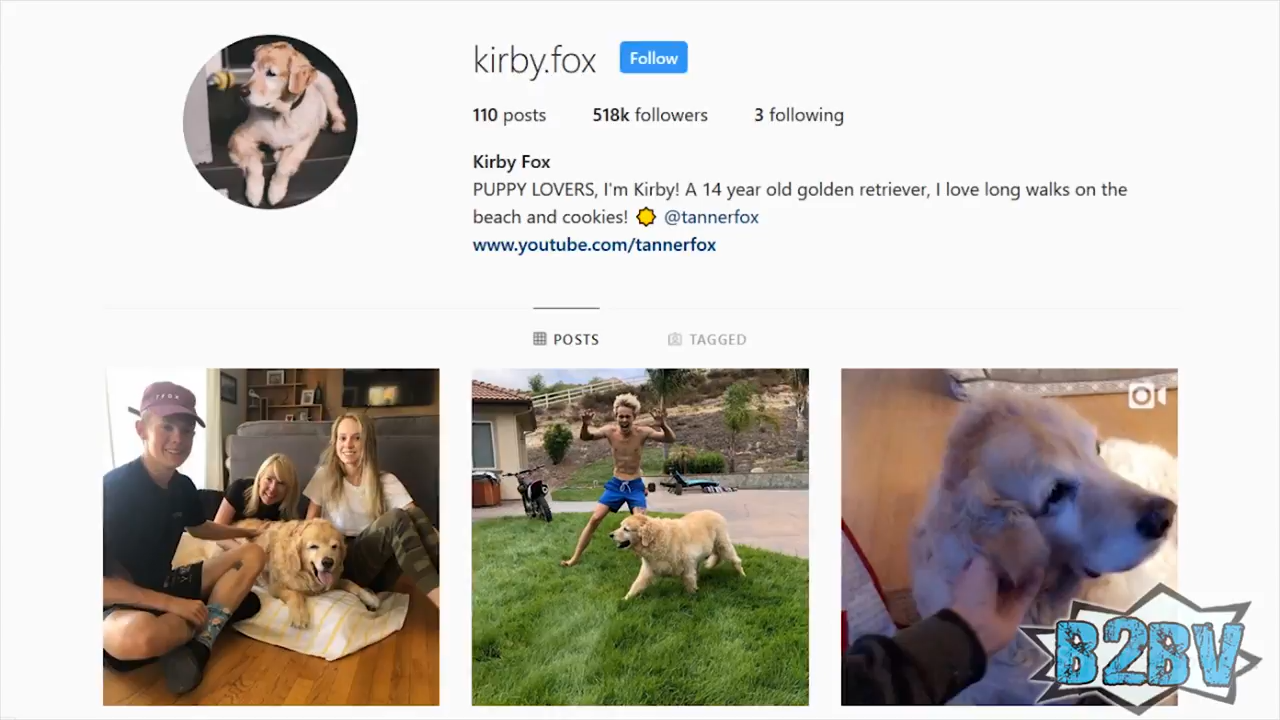 kirby.fox Follow
110 posts 518k followers 3 following
Kirby Fox
PUPPY LOVERS, I'm Kirby! A 14 year old golden retriever, I love long walks on the
beach and cookies! @tannerfox
www.youtube.com/tannerfox
POSTS TAGGED
TFOX
B2BV